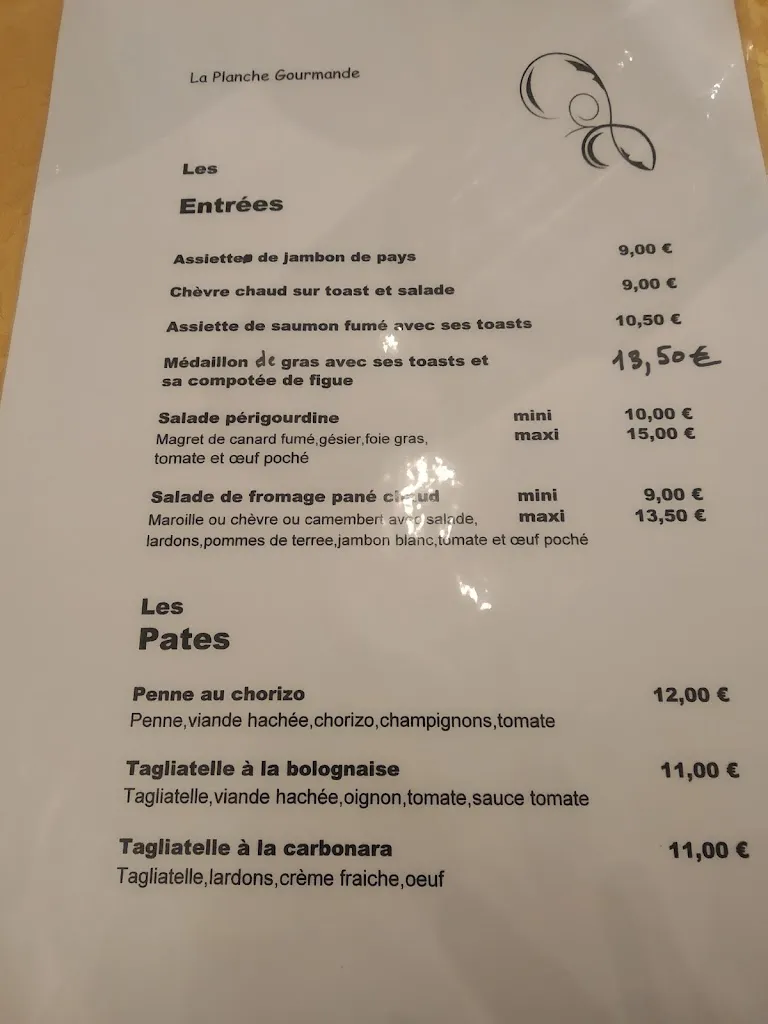 La Planche Gourmande
Les
Entrées
Assiettes de jambon de pays 9,00 €
Chèvre chaud sur toast et salade 9,00 €
Assiette de saumon fumé avec ses toasts 10,50 €
Médaillon de gras avec ses toasts et 13,50 €
sa compotée de figue
Salade périgourdine mini 10,00 €
Magret de canard fumé,gésier,foie gras, maxi 15,00 €
tomate et œuf poché
Salade de fromage pané chaud mini 9,00 €
Maroille ou chèvre ou camembert avec salade, maxi 13,50 €
lardons,pommes de terree,jambon blanc,tomate et œuf poché
Les
Pates
Penne au chorizo 12,00 €
Penne,viande hachée,chorizo,champignons,tomate
Tagliatelle à la bolognaise 11,00 €
Tagliatelle,viande hachée,oignon,tomate,sauce tomate
Tagliatelle à la carbonara 11,00 €
Tagliatelle,lardons,crème fraiche,oeuf